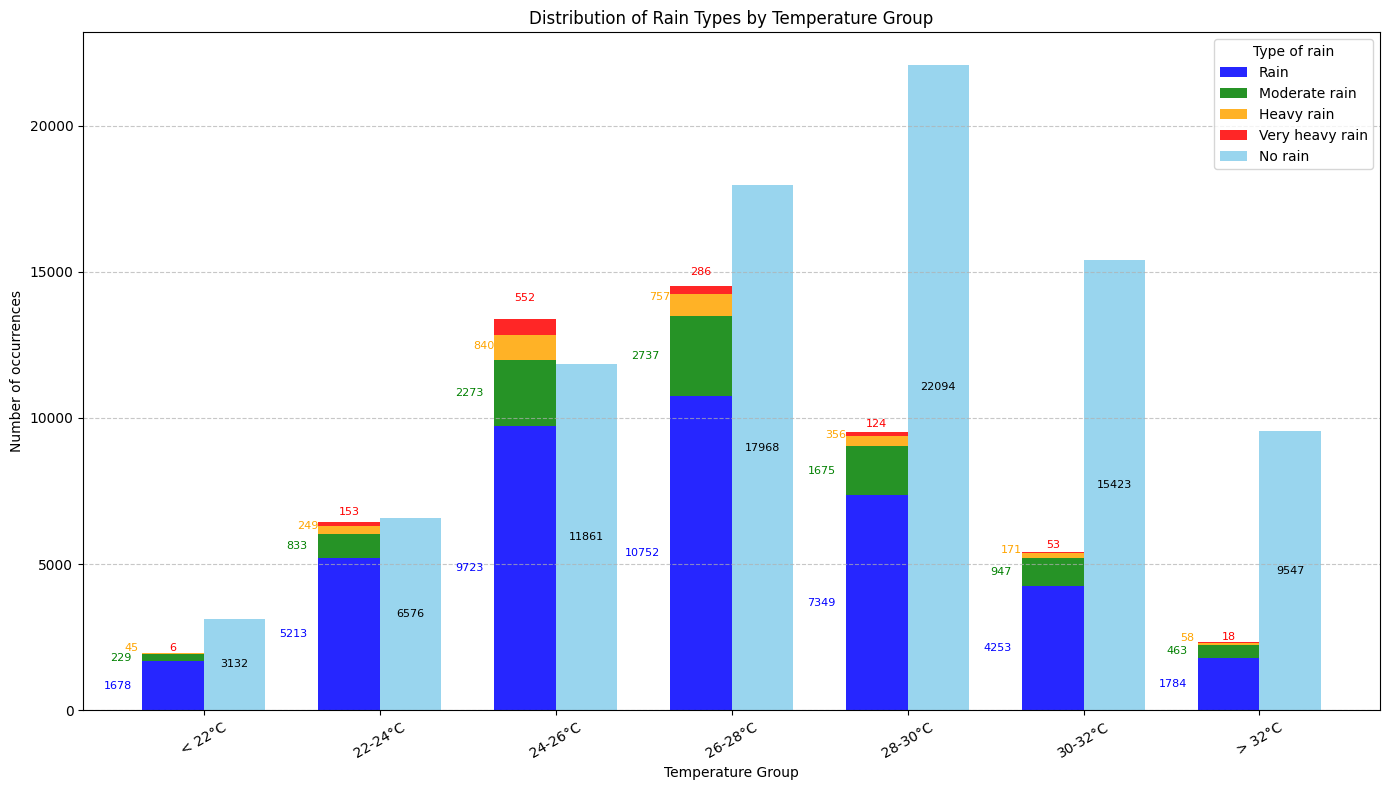 Distribution of Rain Types by Temperature Group
Type of rain
Rain
Moderate rain
Heavy rain
Very heavy rain
No rain
Number of occurrences
20000
15000
10000
5000
0
1678
229
45
6
3132
5213
833
249
153
6576
9723
2273
840
552
11861
10752
2737
757
286
17968
7349
1675
356
124
22094
4253
947
171
53
15423
1784
463
58
18
9547
< 22°C
22-24°C
24-26°C
26-28°C
28-30°C
30-32°C
> 32°C
Temperature Group